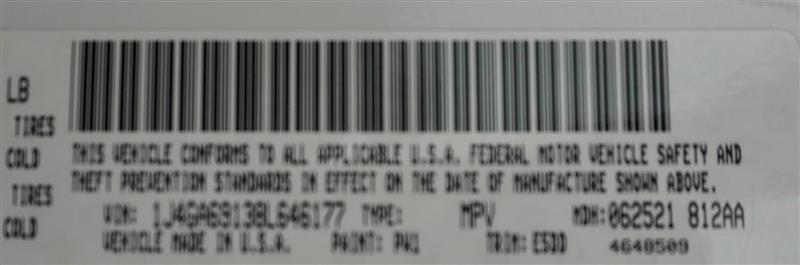 LB
TIRES
COLD
TIRES
COLD
THIS VEHICLE CONFORMS TO ALL APPLICABLE U.S.A. FEDERAL MOTOR VEHICLE SAFETY AND
THEFT PREVENTION STANDARDS IN EFFECT ON THE DATE OF MANUFACTURE SHOWN ABOVE.
VIN: 1J4GA69138L646177 TYPE: MPV MDH: 062521 812AA
VEHICLE MADE IN U.S.A. PAINT: PW1 TRIM: